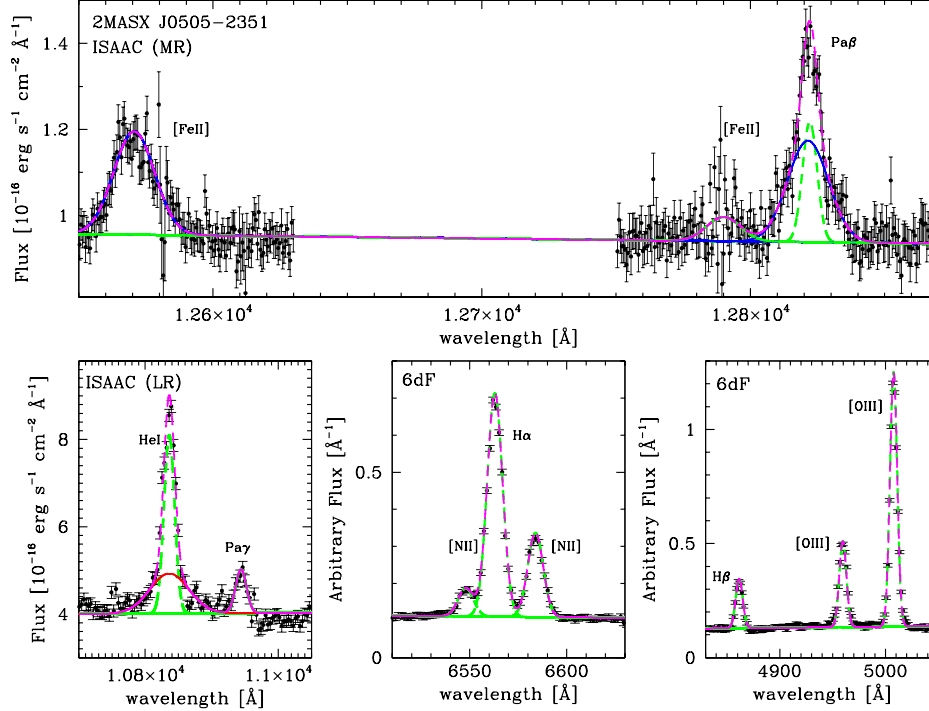 2MASX J0505−2351
ISAAC (MR)
[FeII]
[FeII]
Paβ
1.4
1.2
1
Flux [10⁻¹⁶ erg s⁻¹ cm⁻² Å⁻¹]
1.26×10⁴
1.27×10⁴
1.28×10⁴
wavelength [Å]
ISAAC (LR)
HeI
Paγ
8
6
4
Flux [10⁻¹⁶ erg s⁻¹ cm⁻² Å⁻¹]
1.08×10⁴
1.1×10⁴
wavelength [Å]
6dF
Hα
[NII]
[NII]
0.5
0
Arbitrary Flux [Å⁻¹]
6550
6600
wavelength [Å]
6dF
[OIII]
[OIII]
Hβ
1
0.5
0
Arbitrary Flux [Å⁻¹]
4900
5000
wavelength [Å]